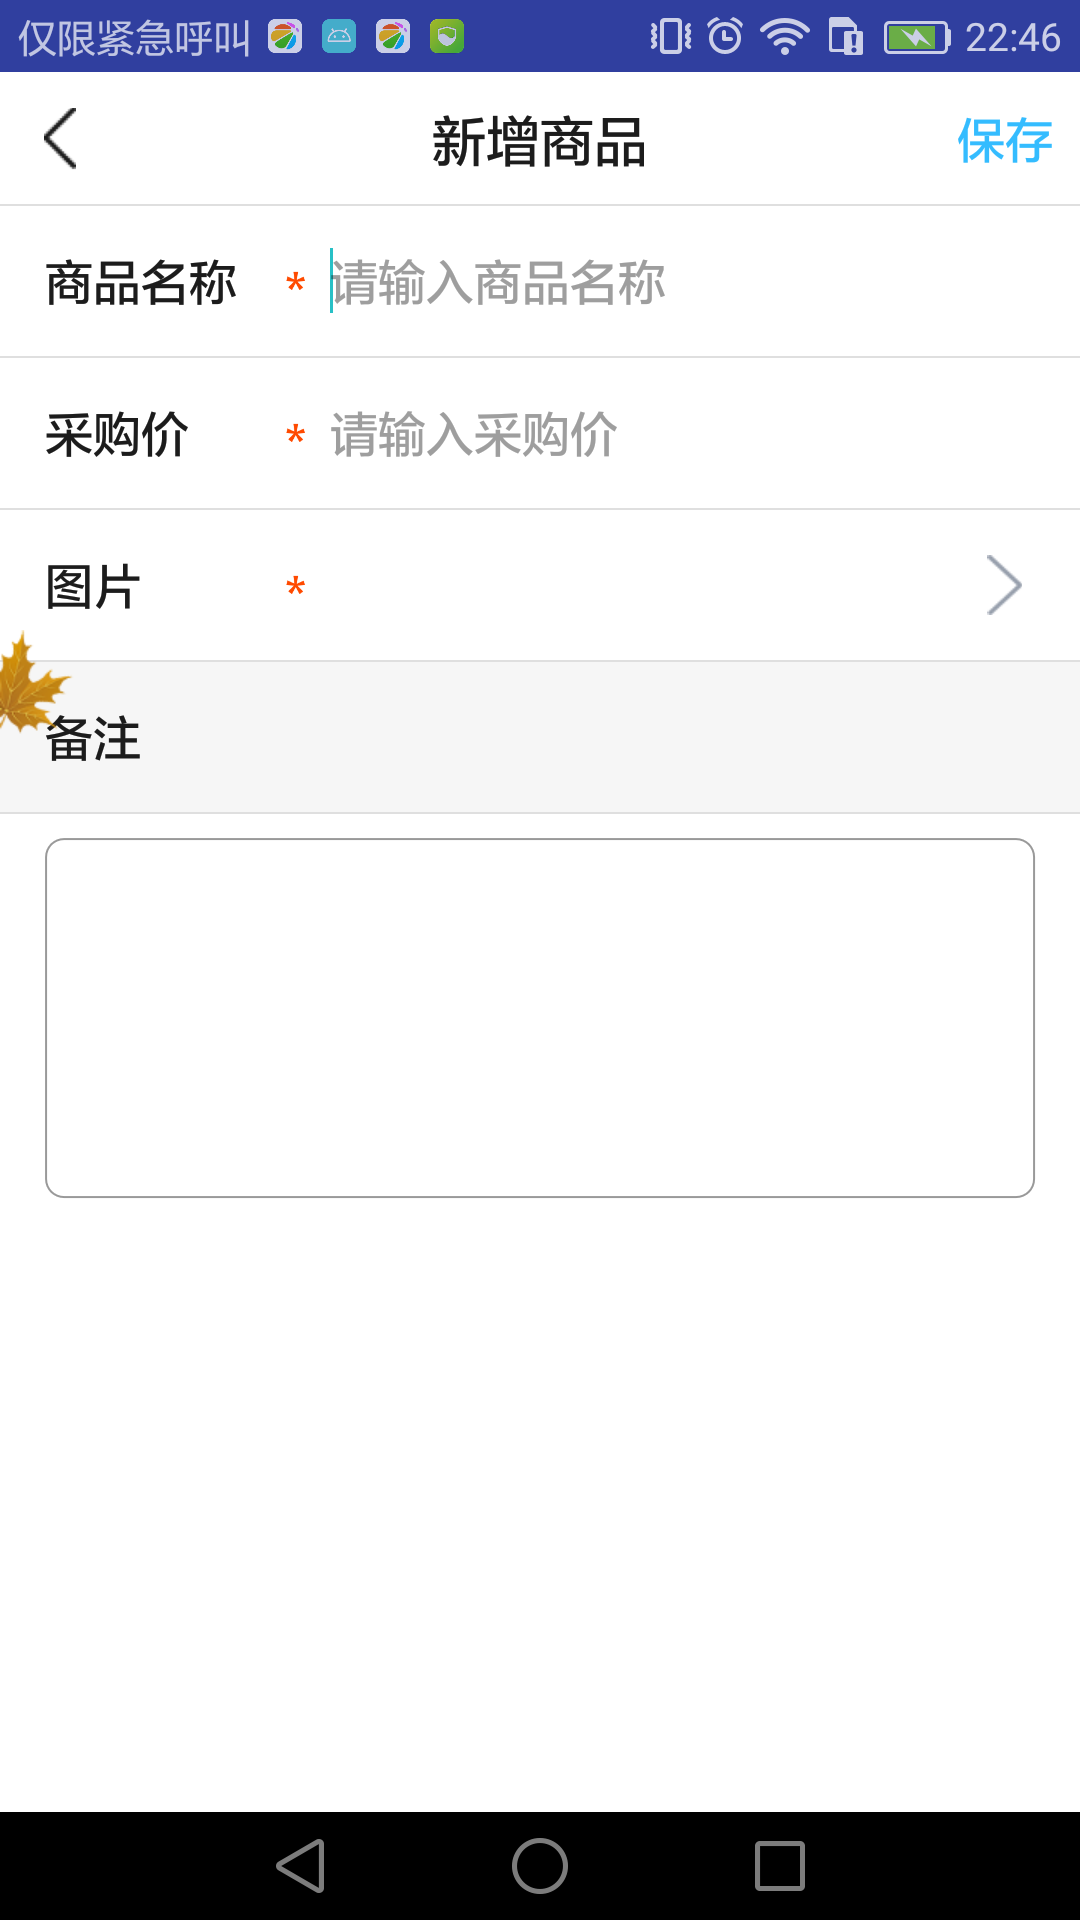 仅限紧急呼叫 22:46
新增商品 保存
商品名称 * 请输入商品名称
采购价 * 请输入采购价
图片 *
备注